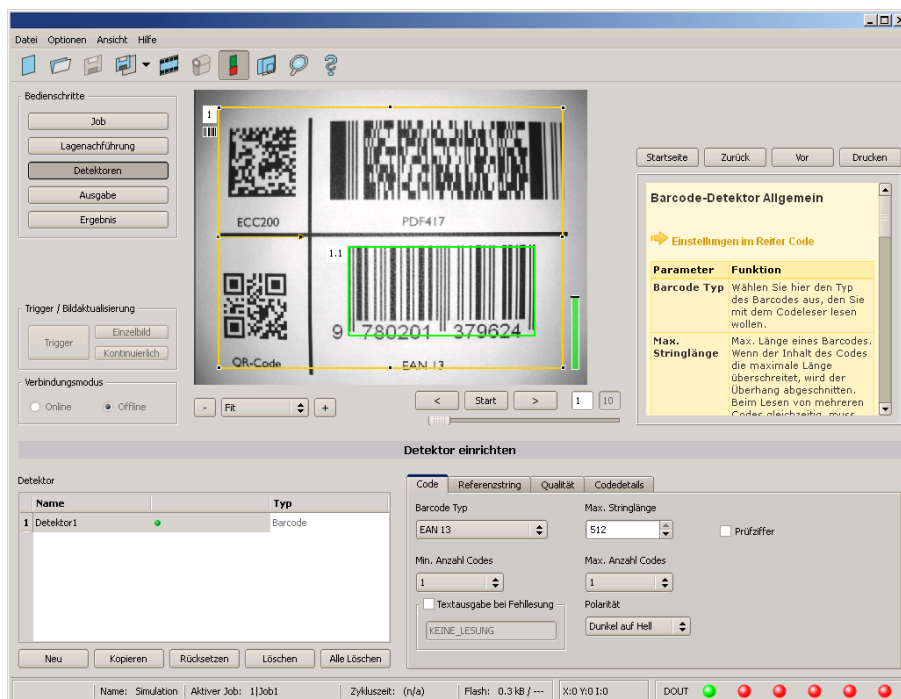 Datei Optionen Ansicht Hilfe
Bedienschritte
Job
Lagenachführung
Detektoren
Ausgabe
Ergebnis
Trigger / Bildaktualisierung
Trigger
Einzelbild
Kontinuierlich
Verbindungsmodus
Online
Offline
1
ECC200
PDF417
1.1
9 780201 379624
QR-Code
EAN 13
- Fit +
< Start > 1 10
Startseite Zurück Vor Drucken
Barcode-Detektor Allgemein
Einstellungen im Reiter Code
Parameter Funktion
Barcode Typ Wählen Sie hier den Typ
des Barcodes aus, den Sie
mit dem Codeleser lesen
wollen.
Max. Max. Länge eines Barcodes.
Stringlänge Wenn der Inhalt des Codes
die maximale Länge
überschreitet, wird der
Überhang abgeschnitten.
Beim Lesen von mehreren
Codes gleichzeitig, muss
Detektor einrichten
Detektor
Name Typ
1 Detektor1 Barcode
Neu Kopieren Rücksetzen Löschen Alle Löschen
Code Referenzstring Qualität Codedetails
Barcode Typ Max. Stringlänge
EAN 13 512 Prüfziffer
Min. Anzahl Codes Max. Anzahl Codes
1 1
Textausgabe bei Fehllesung Polarität
KEINE_LESUNG Dunkel auf Hell
Name: Simulation Aktiver Job: 1|Job1 Zykluszeit: (n/a) Flash: 0.3 kB / --- X:0 Y:0 I:0 DOUT